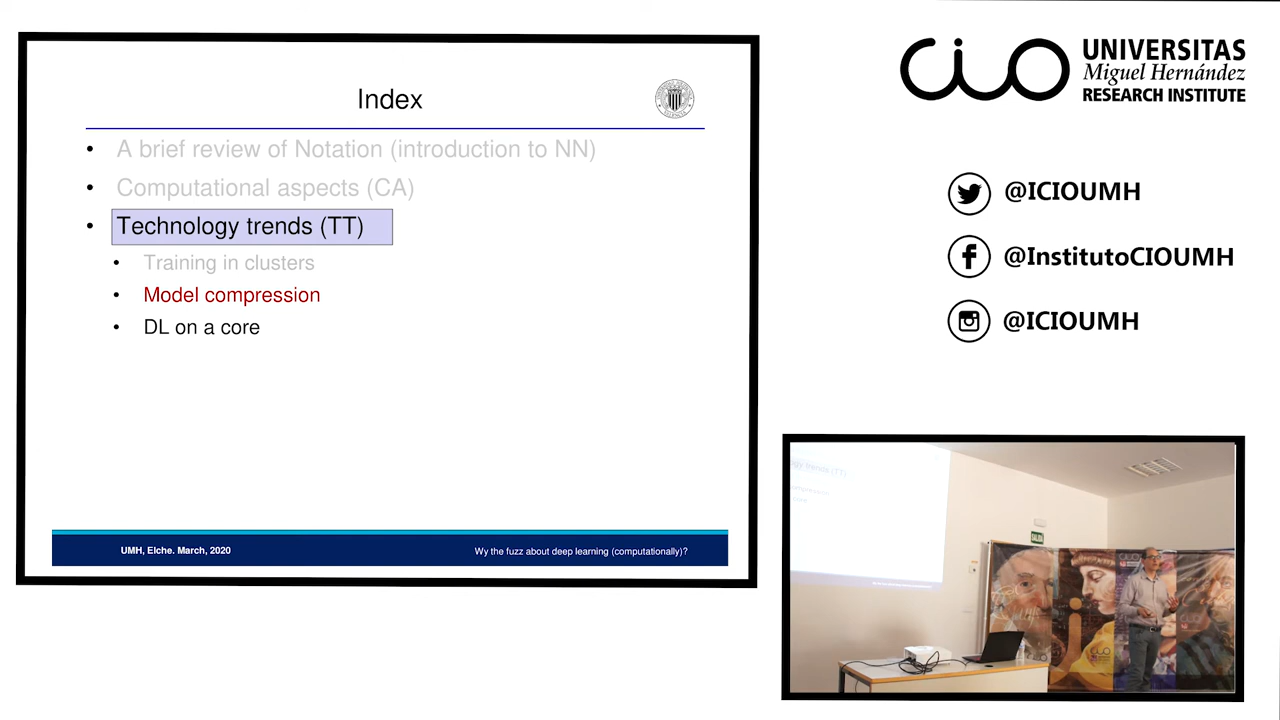 Index
A brief review of Notation (introduction to NN)
Computational aspects (CA)
Technology trends (TT)
Training in clusters
Model compression
DL on a core
UMH, Elche. March, 2020
Wy the fuzz about deep learning (computationally)?
cio
UNIVERSITAS
Miguel Hernández
RESEARCH INSTITUTE
@ICIOUMH
@InstitutoCIOUMH
@ICIOUMH
SALIDA